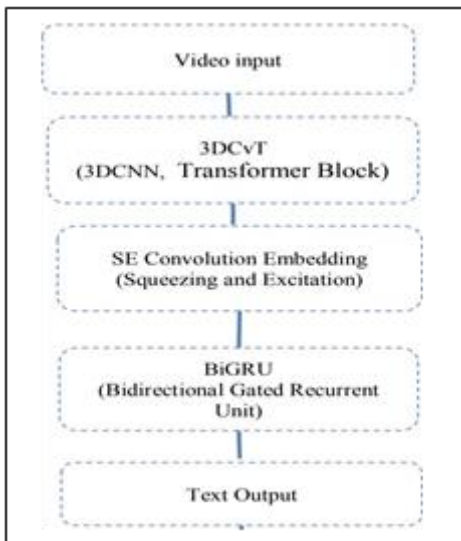 Video input
3DCvT
(3DCNN, Transformer Block)
SE Convolution Embedding
(Squeezing and Excitation)
BiGRU
(Bidirectional Gated Recurrent
Unit)
Text Output